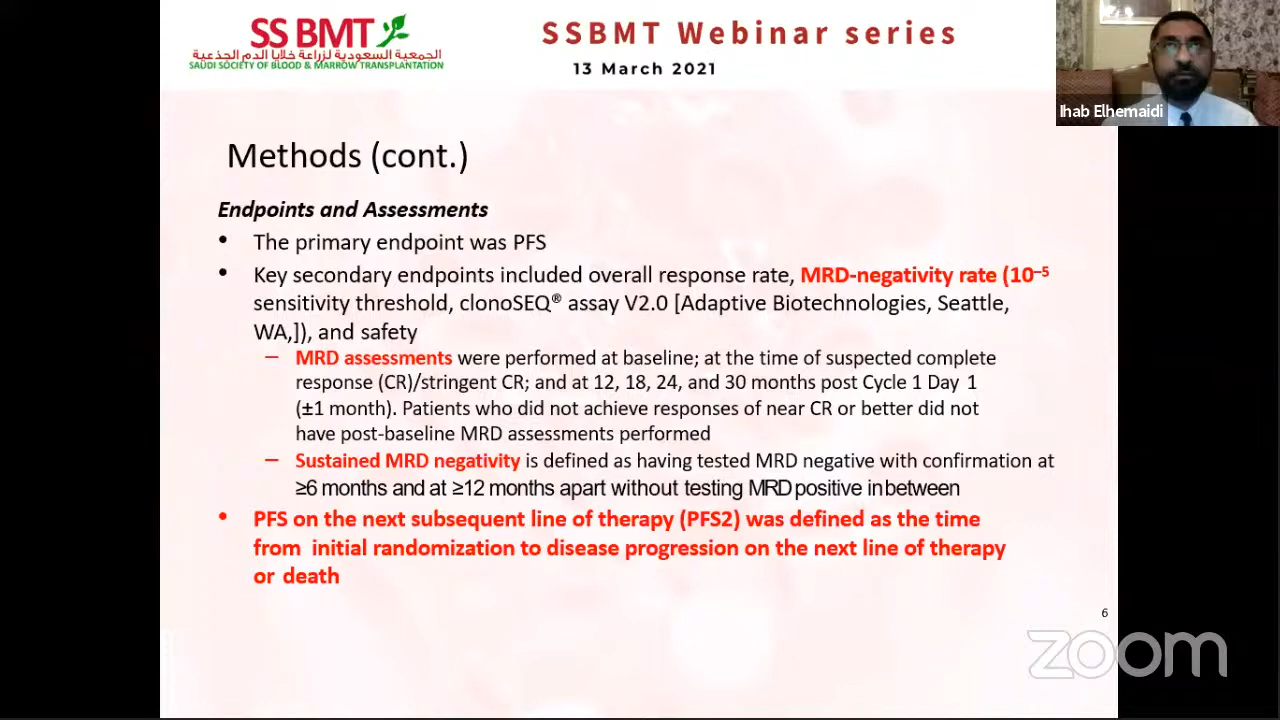 SSBMT
الجمعية السعودية لزراعة خلايا الدم الجذعية
SAUDI SOCIETY OF BLOOD & MARROW TRANSPLANTATION
SSBMT Webinar series
13 March 2021
Ihab Elhemaidi
Methods (cont.)
Endpoints and Assessments
• The primary endpoint was PFS
• Key secondary endpoints included overall response rate, MRD-negativity rate (10⁻⁵
sensitivity threshold, clonoSEQ® assay V2.0 [Adaptive Biotechnologies, Seattle,
WA,]), and safety
– MRD assessments were performed at baseline; at the time of suspected complete
response (CR)/stringent CR; and at 12, 18, 24, and 30 months post Cycle 1 Day 1
(±1 month). Patients who did not achieve responses of near CR or better did not
have post-baseline MRD assessments performed
– Sustained MRD negativity is defined as having tested MRD negative with confirmation at
≥6 months and at ≥12 months apart without testing MRD positive inbetween
• PFS on the next subsequent line of therapy (PFS2) was defined as the time
from initial randomization to disease progression on the next line of therapy
or death
6
zoom